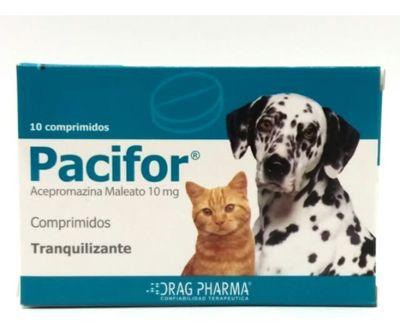 10 comprimidos
Pacifor®
Acepromazina Maleato 10 mg
Comprimidos
Tranquilizante
DRAG PHARMA®
CONFIABILIDAD TERAPEUTICA